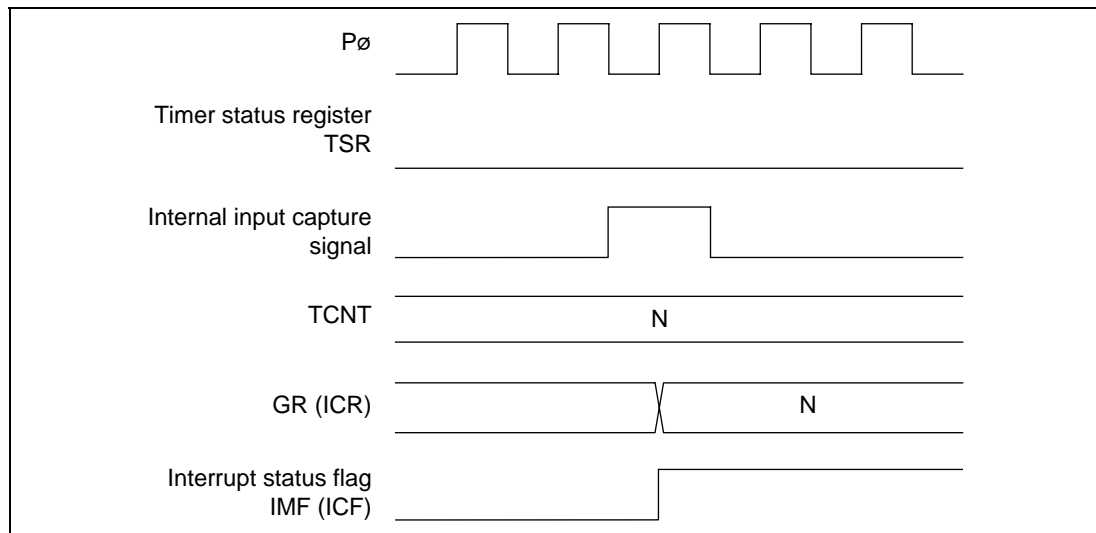 Pø
Timer status register
TSR
Internal input capture
signal
TCNT
N
GR (ICR)
N
Interrupt status flag
IMF (ICF)